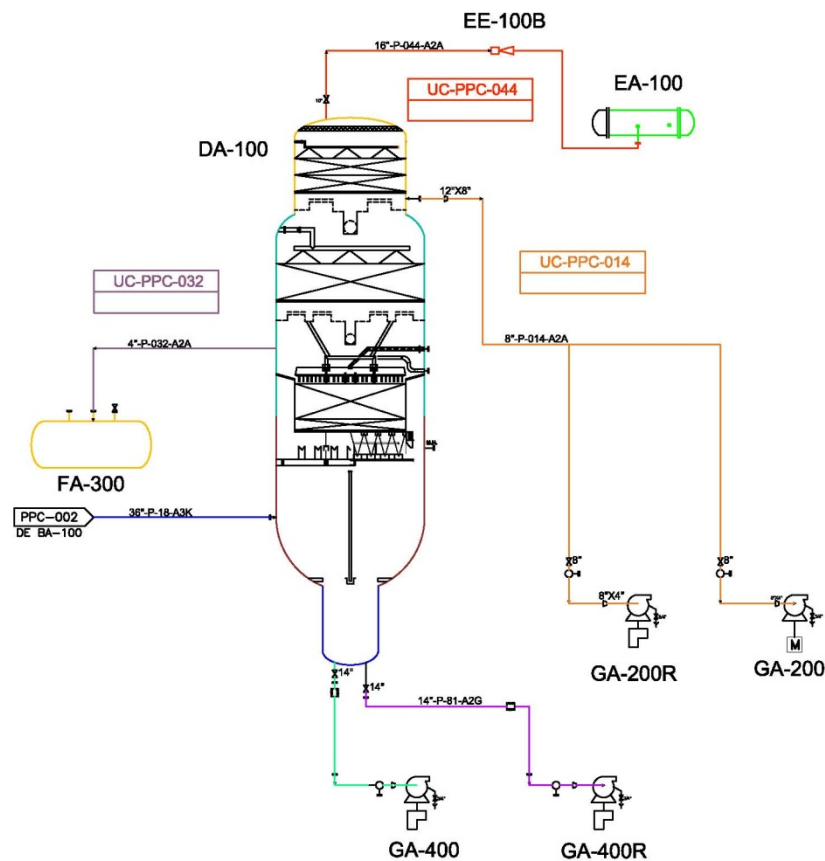 EE-100B
16"-P-044-A2A
EA-100
UC-PPC-044
10"
DA-100
12"X8"
UC-PPC-032
UC-PPC-014
4"-P-032-A2A
8"-P-014-A2A
FA-300
PPC-002
36"-P-18-A3K
DE BA-100
8"
8"
8"X4"
M
GA-200R
GA-200
14"
14"
14"-P-81-A2G
GA-400
GA-400R